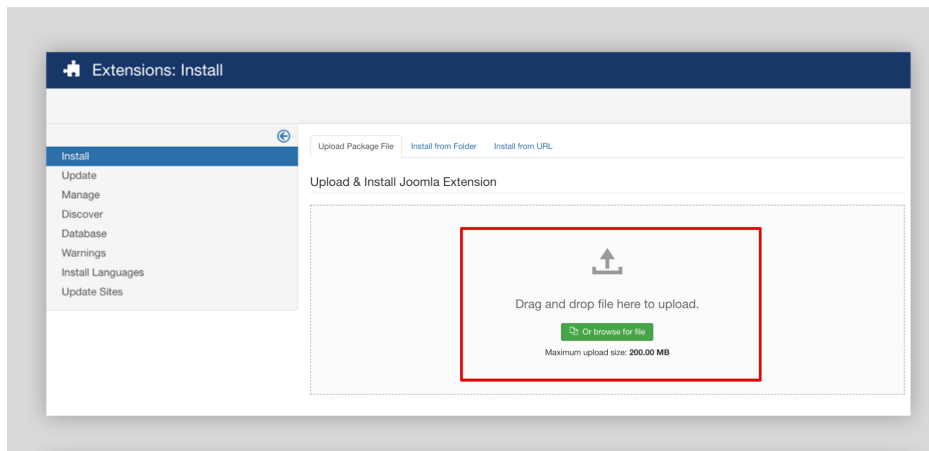 Extensions: Install
Install
Update
Manage
Discover
Database
Warnings
Install Languages
Update Sites
Upload Package File Install from Folder Install from URL
Upload & Install Joomla Extension
Drag and drop file here to upload.
Or browse for file
Maximum upload size: 200.00 MB